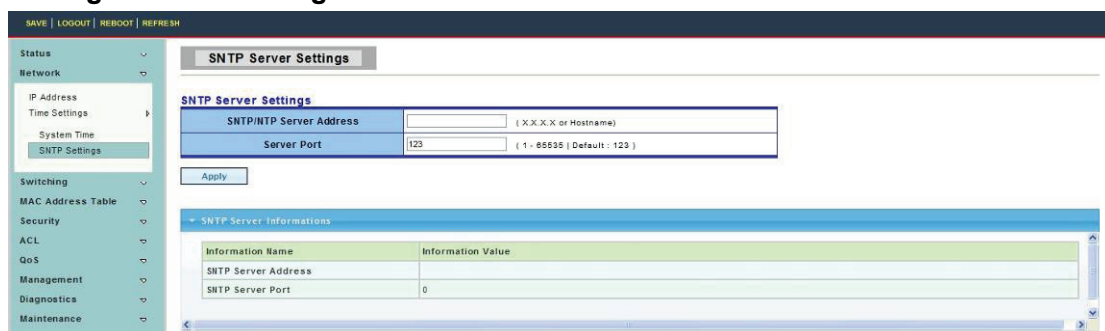 SAVE | LOGOUT | REBOOT | REFRESH
Status
Network
IP Address
Time Settings
System Time
SNTP Settings
Switching
MAC Address Table
Security
ACL
QoS
Management
Diagnostics
Maintenance
SNTP Server Settings
SNTP Server Settings
SNTP/NTP Server Address ( X.X.X.X or Hostname)
Server Port 123 ( 1 - 65535 | Default : 123 )
Apply
SNTP Server Informations
Information Name Information Value
SNTP Server Address
SNTP Server Port 0